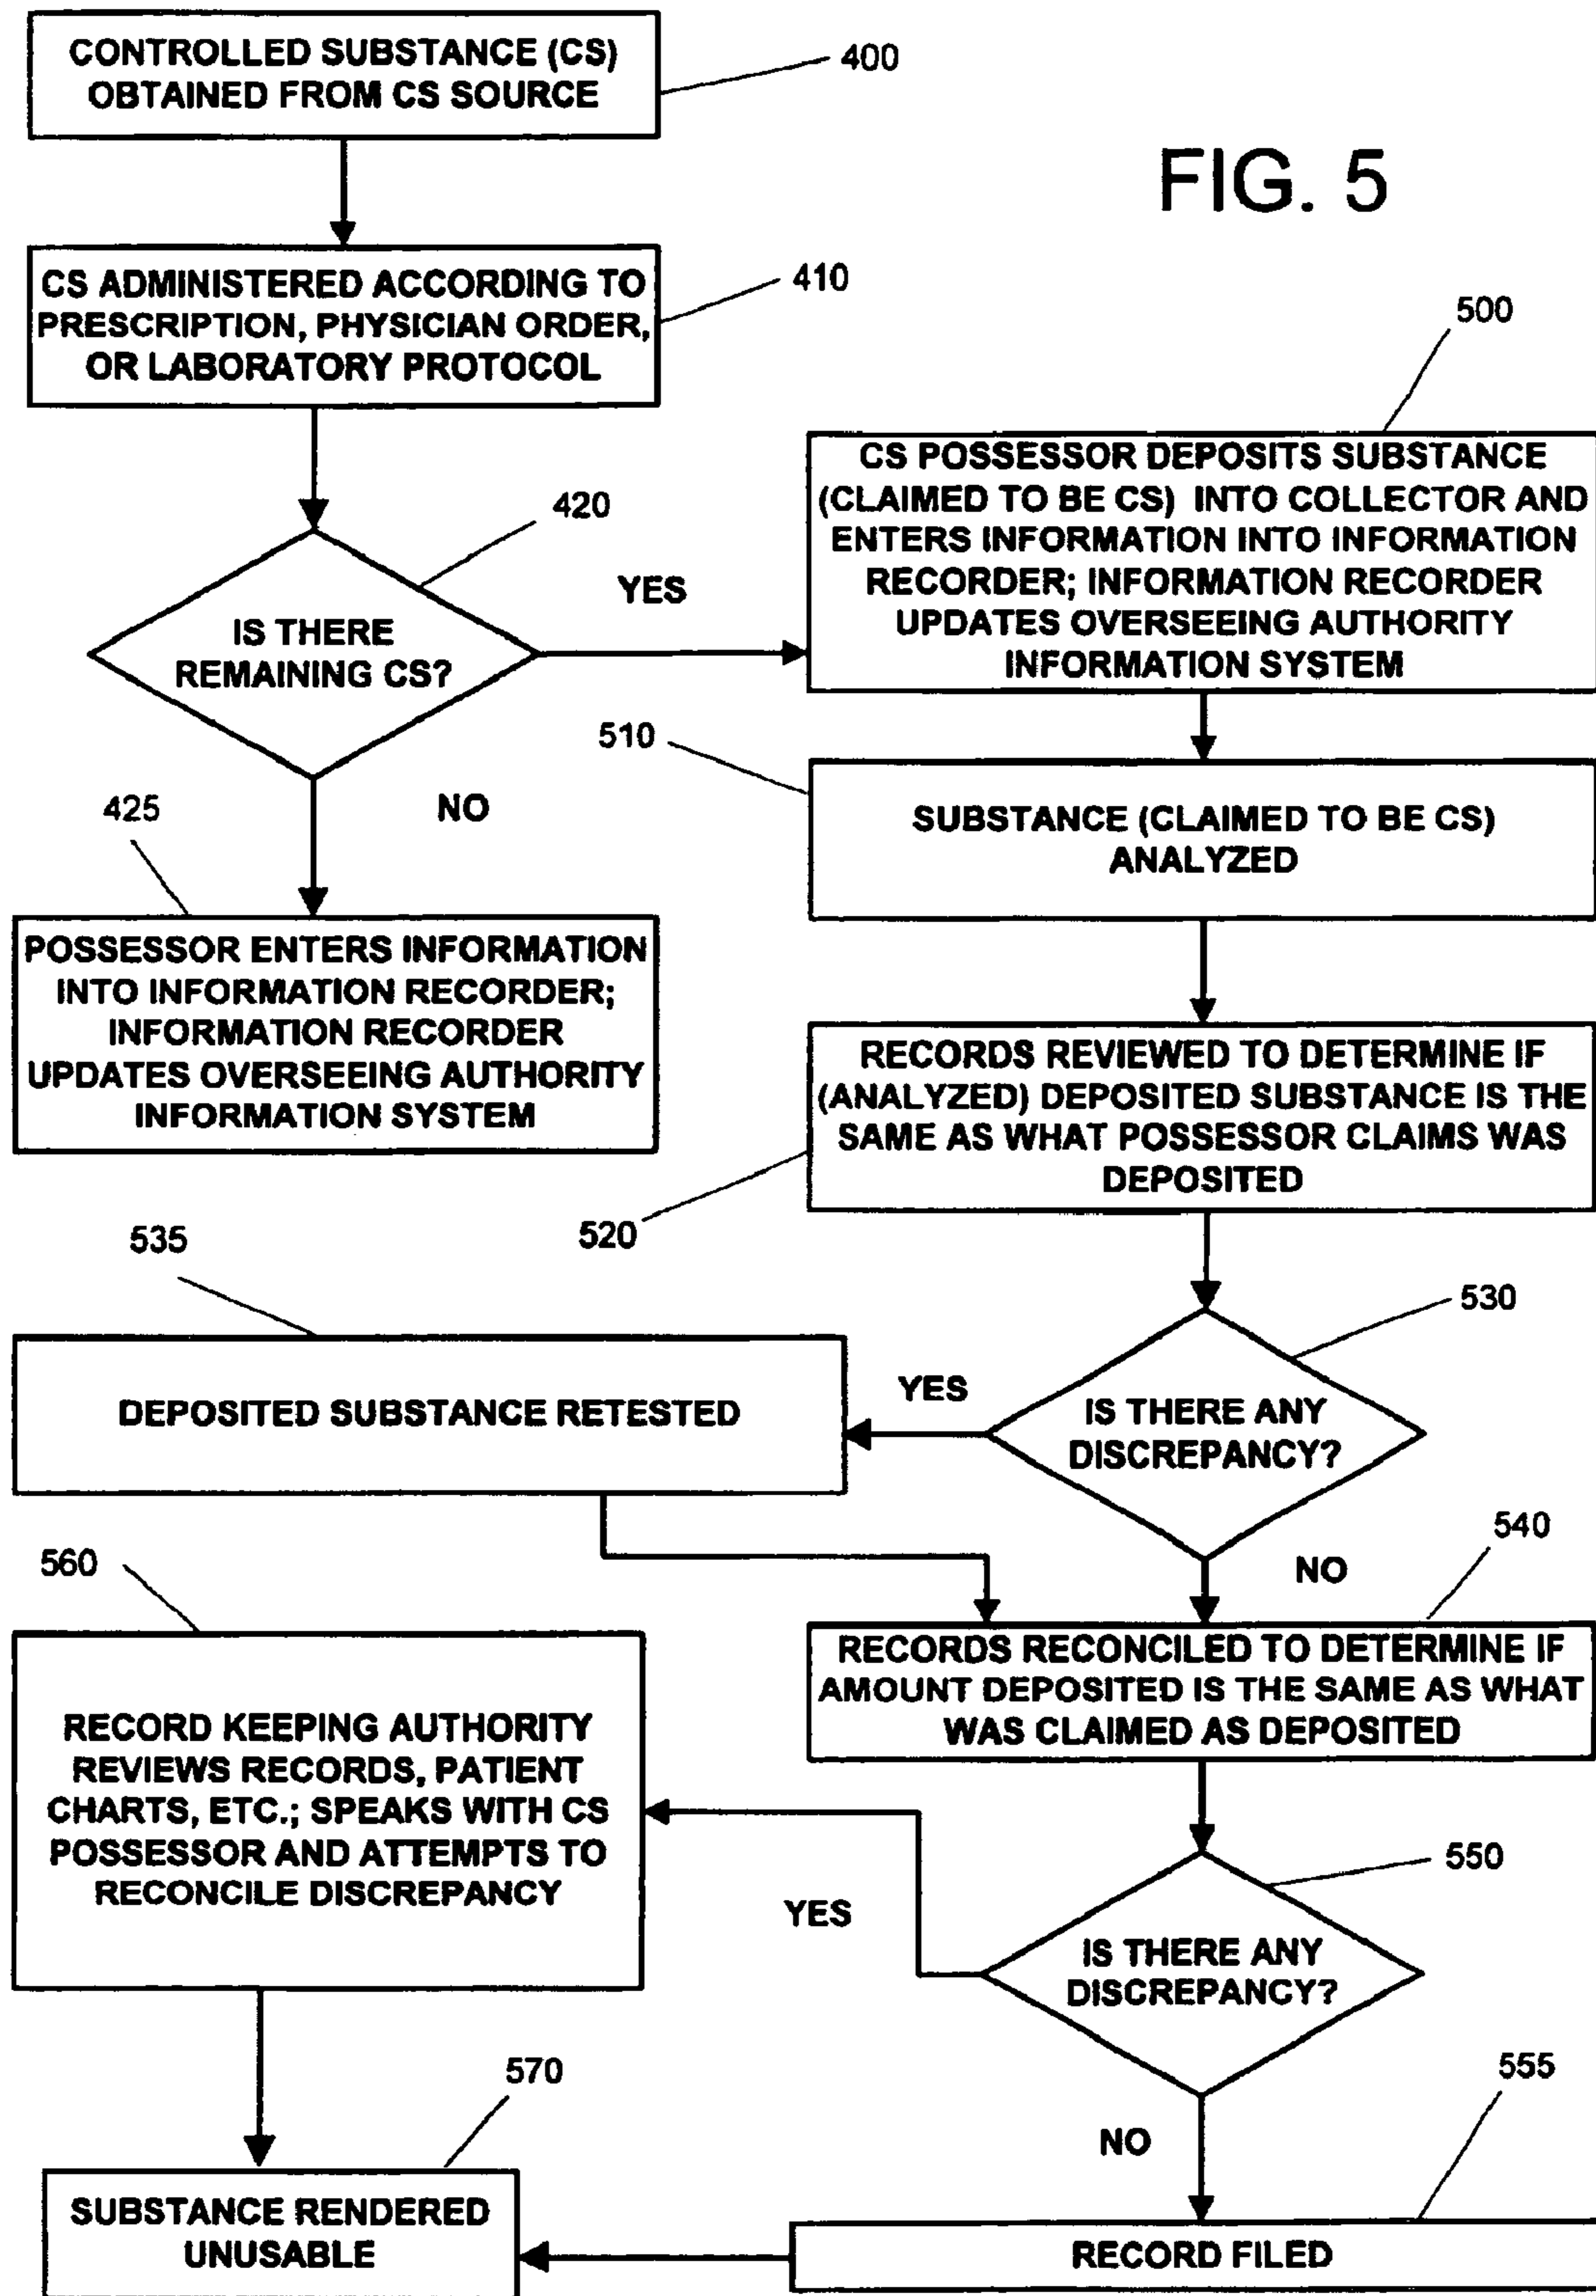 CONTROLLED SUBSTANCE (CS)
OBTAINED FROM CS SOURCE
400
FIG. 5
CS ADMINISTERED ACCORDING TO
PRESCRIPTION, PHYSICIAN ORDER,
OR LABORATORY PROTOCOL
410
420
IS THERE
REMAINING CS?
YES
NO
425
POSSESSOR ENTERS INFORMATION
INTO INFORMATION RECORDER;
INFORMATION RECORDER
UPDATES OVERSEEING AUTHORITY
INFORMATION SYSTEM
500
CS POSSESSOR DEPOSITS SUBSTANCE
(CLAIMED TO BE CS) INTO COLLECTOR AND
ENTERS INFORMATION INTO INFORMATION
RECORDER; INFORMATION RECORDER
UPDATES OVERSEEING AUTHORITY
INFORMATION SYSTEM
510
SUBSTANCE (CLAIMED TO BE CS)
ANALYZED
RECORDS REVIEWED TO DETERMINE IF
(ANALYZED) DEPOSITED SUBSTANCE IS THE
SAME AS WHAT POSSESSOR CLAIMS WAS
DEPOSITED
520
530
IS THERE ANY
DISCREPANCY?
YES
NO
535
DEPOSITED SUBSTANCE RETESTED
540
RECORDS RECONCILED TO DETERMINE IF
AMOUNT DEPOSITED IS THE SAME AS WHAT
WAS CLAIMED AS DEPOSITED
550
IS THERE ANY
DISCREPANCY?
YES
NO
560
RECORD KEEPING AUTHORITY
REVIEWS RECORDS, PATIENT
CHARTS, ETC.; SPEAKS WITH CS
POSSESSOR AND ATTEMPTS TO
RECONCILE DISCREPANCY
555
RECORD FILED
570
SUBSTANCE RENDERED
UNUSABLE